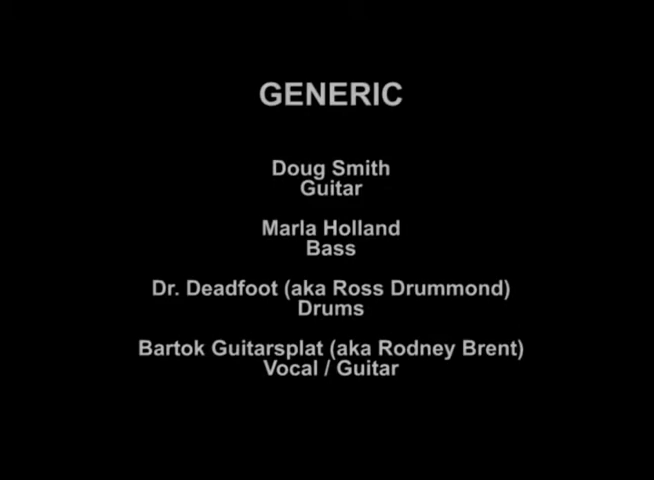 GENERIC
Doug Smith
Guitar
Marla Holland
Bass
Dr. Deadfoot (aka Ross Drummond)
Drums
Bartok Guitarsplat (aka Rodney Brent)
Vocal / Guitar